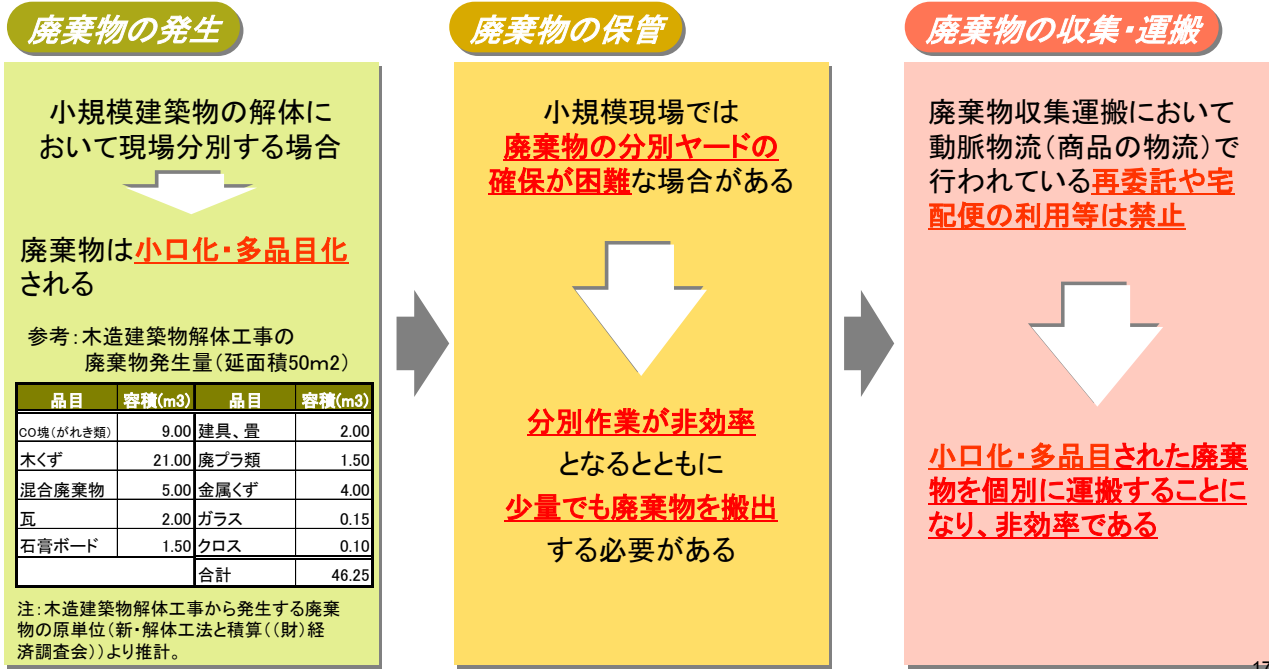 廃棄物の発生
小規模建築物の解体に
おいて現場分別する場合
廃棄物は小口化・多品目化
される
参考：木造建築物解体工事の
廃棄物発生量（延面積50m2）
品目 容積(m3) 品目 容積(m3)
CO塊（がれき類） 9.00 建具、畳 2.00
木くず 21.00 廃プラ類 1.50
混合廃棄物 5.00 金属くず 4.00
瓦 2.00 ガラス 0.15
石膏ボード 1.50 クロス 0.10
合計 46.25
注：木造建築物解体工事から発生する廃棄
物の原単位（新・解体工法と積算（（財）経
済調査会））より推計。
廃棄物の保管
小規模現場では
廃棄物の分別ヤードの
確保が困難な場合がある
分別作業が非効率
となるとともに
少量でも廃棄物を搬出
する必要がある
廃棄物の収集・運搬
廃棄物収集運搬において
動脈物流（商品の物流）で
行われている再委託や宅
配便の利用等は禁止
小口化・多品目された廃棄
物を個別に運搬することに
なり、非効率である
17